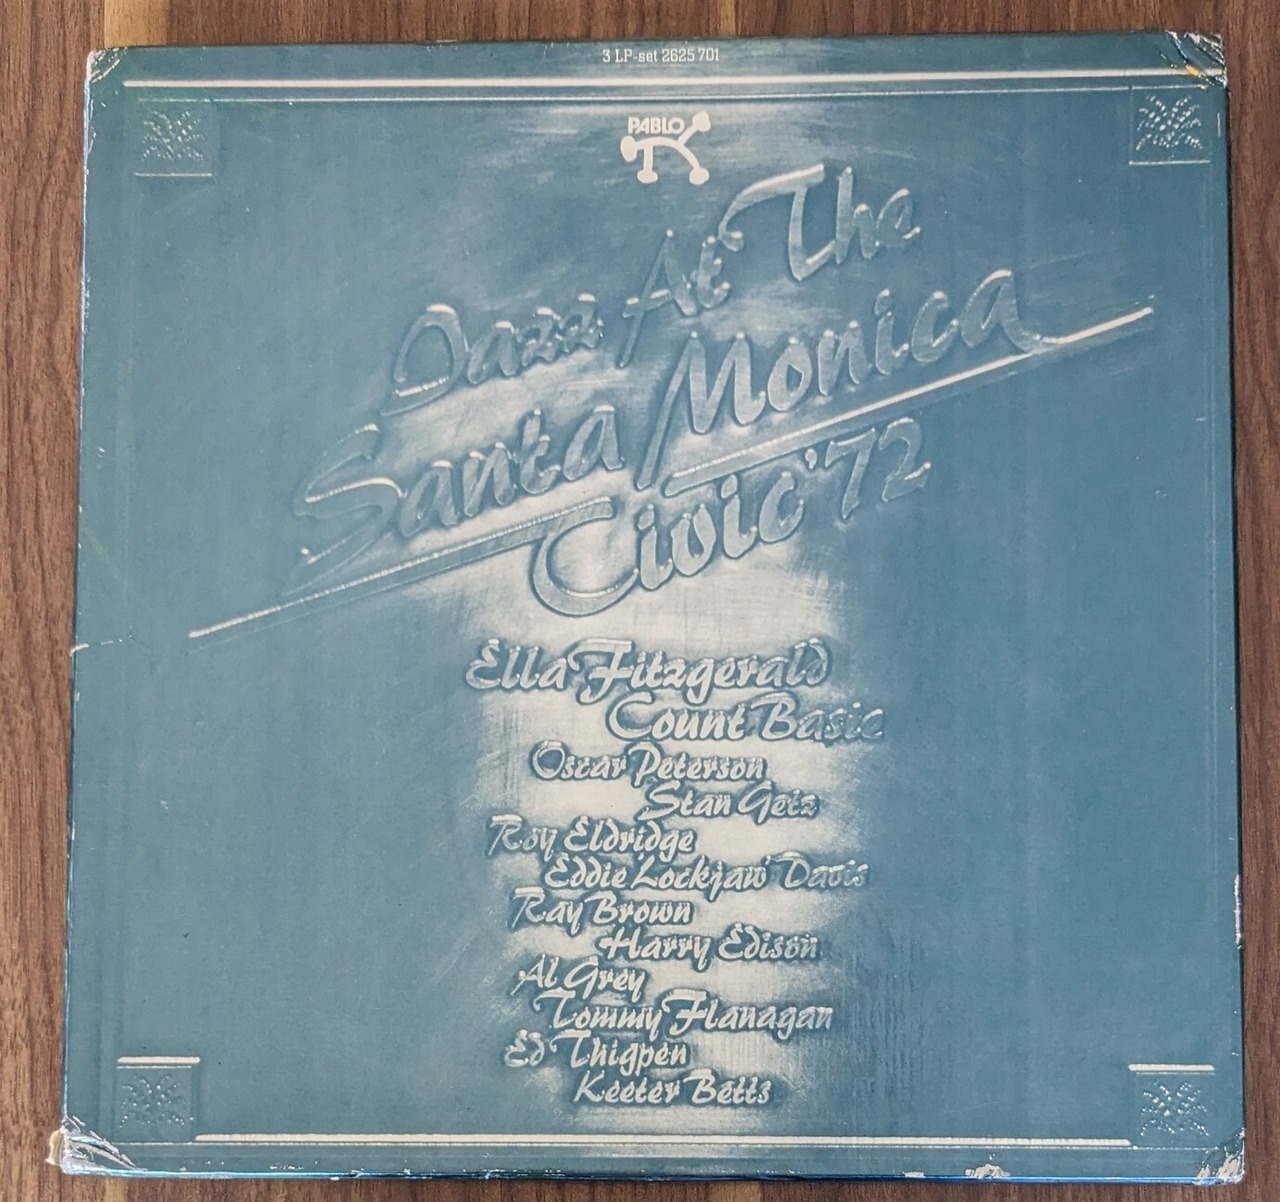 3 LP-set 2625 701
PABLO
Jazz At The
Santa Monica
Civic '72
Ella Fitzgerald
Count Basie
Oscar Peterson
Stan Getz
Roy Eldridge
Eddie 'Lockjaw' Davis
Ray Brown
Harry Edison
Al Grey
Tommy Flanagan
Ed Thigpen
Keeter Betts